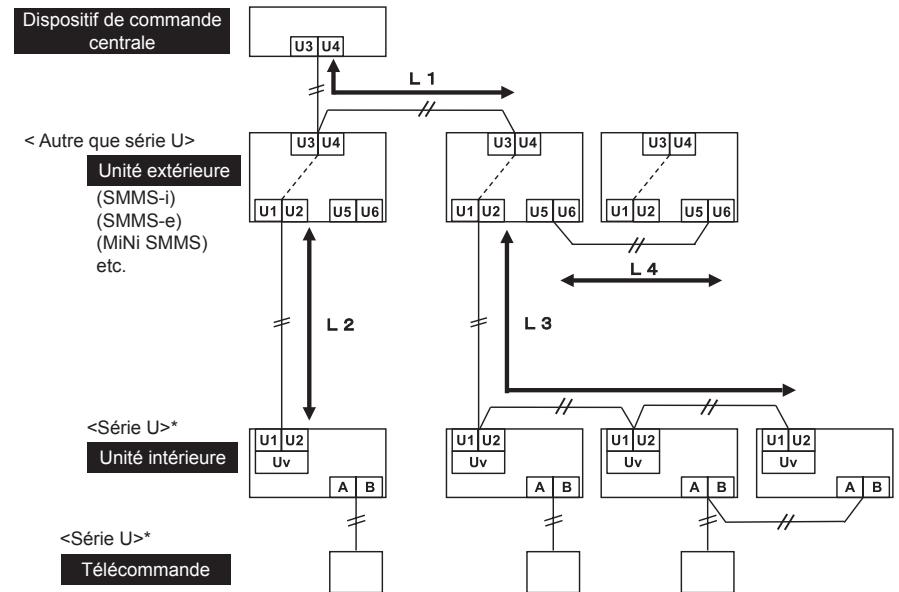 Dispositif de commande
centrale
U3 U4
L 1
< Autre que série U>
Unité extérieure
(SMMS-i)
(SMMS-e)
(MiNi SMMS)
etc.
U3 U4
U3 U4
U3 U4
U1 U2
U5 U6
U1 U2
U5 U6
U1 U2
U5 U6
L 4
L 2
L 3
<Série U>*
Unité intérieure
U1 U2
Uv
A B
U1 U2
Uv
A B
U1 U2
Uv
A B
U1 U2
Uv
A B
<Série U>*
Télécommande